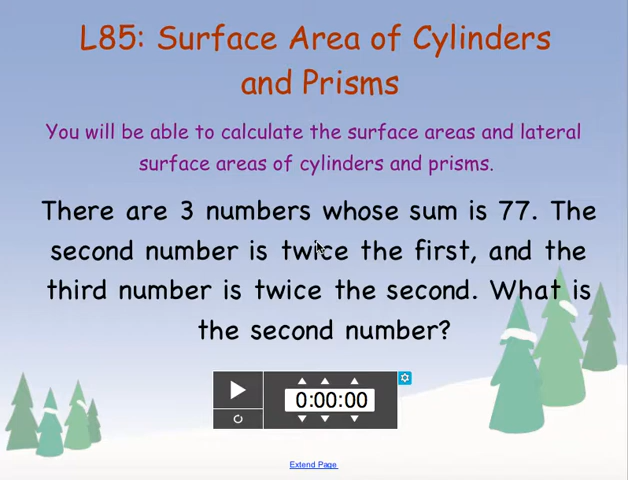 L85: Surface Area of Cylinders
and Prisms
You will be able to calculate the surface areas and lateral
surface areas of cylinders and prisms.
There are 3 numbers whose sum is 77. The
second number is twice the first, and the
third number is twice the second. What is
the second number?
0:00:00
Extend Page